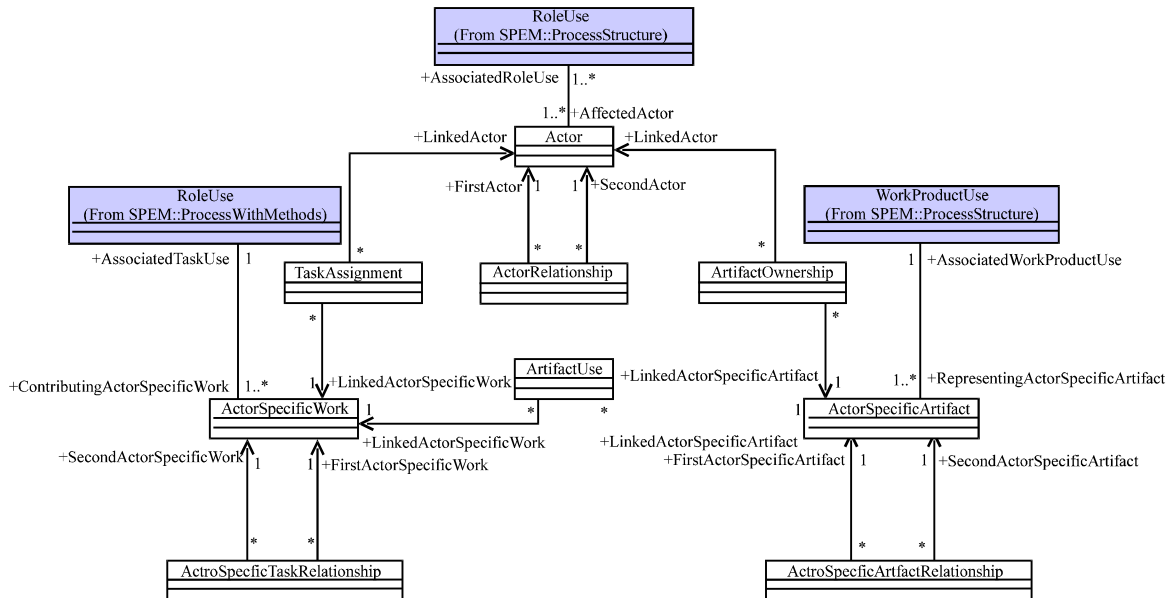 RoleUse
(From SPEM::ProcessStructure)
+AssociatedRoleUse 1..*
1..* +AffectedActor
+LinkedActor Actor +LinkedActor
+FirstActor 1 1 +SecondActor
RoleUse
(From SPEM::ProcessWithMethods)
WorkProductUse
(From SPEM::ProcessStructure)
+AssociatedTaskUse 1
* * * *
1 +AssociatedWorkProductUse
TaskAssignment
ActorRelationship
ArtifactOwnership
* *
+ContributingActorSpecificWork 1..*
1 +LinkedActorSpecificWork
ArtifactUse
+LinkedActorSpecificArtifact 1
1..* +RepresentingActorSpecificArtifact
ActorSpecificWork 1
* *
1 ActorSpecificArtifact
+LinkedActorSpecificWork
+LinkedActorSpecificArtifact
+SecondActorSpecificWork 1
1 +FirstActorSpecificWork
+FirstActorSpecificArtifact 1
1 +SecondActorSpecificArtifact
* * * *
ActroSpecficTaskRelationship
ActroSpecficArtfactRelationship